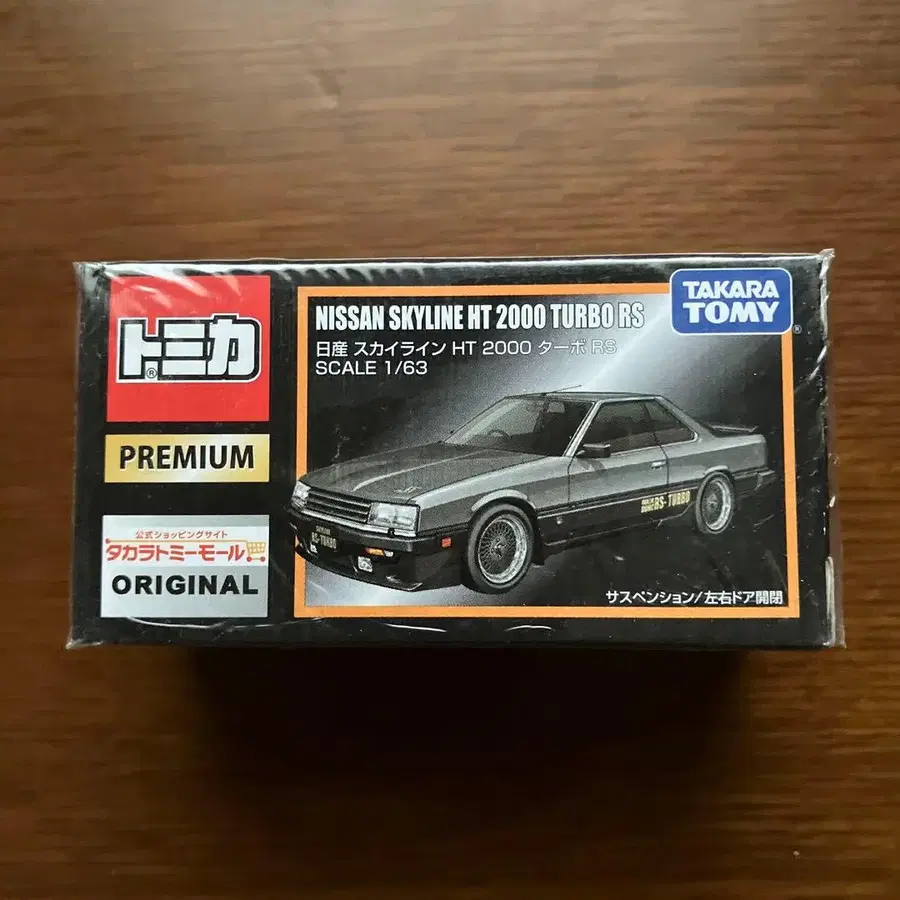 トミカ
®
PREMIUM
公式ショッピングサイト
タカラトミーモール
ORIGINAL
NISSAN SKYLINE HT 2000 TURBO RS
日産 スカイライン HT 2000 ターボ RS
SCALE 1/63
TAKARA
TOMY
®
SKYLINE
RS-TURBO
RS-TURBO
サスペンション/左右ドア開閉